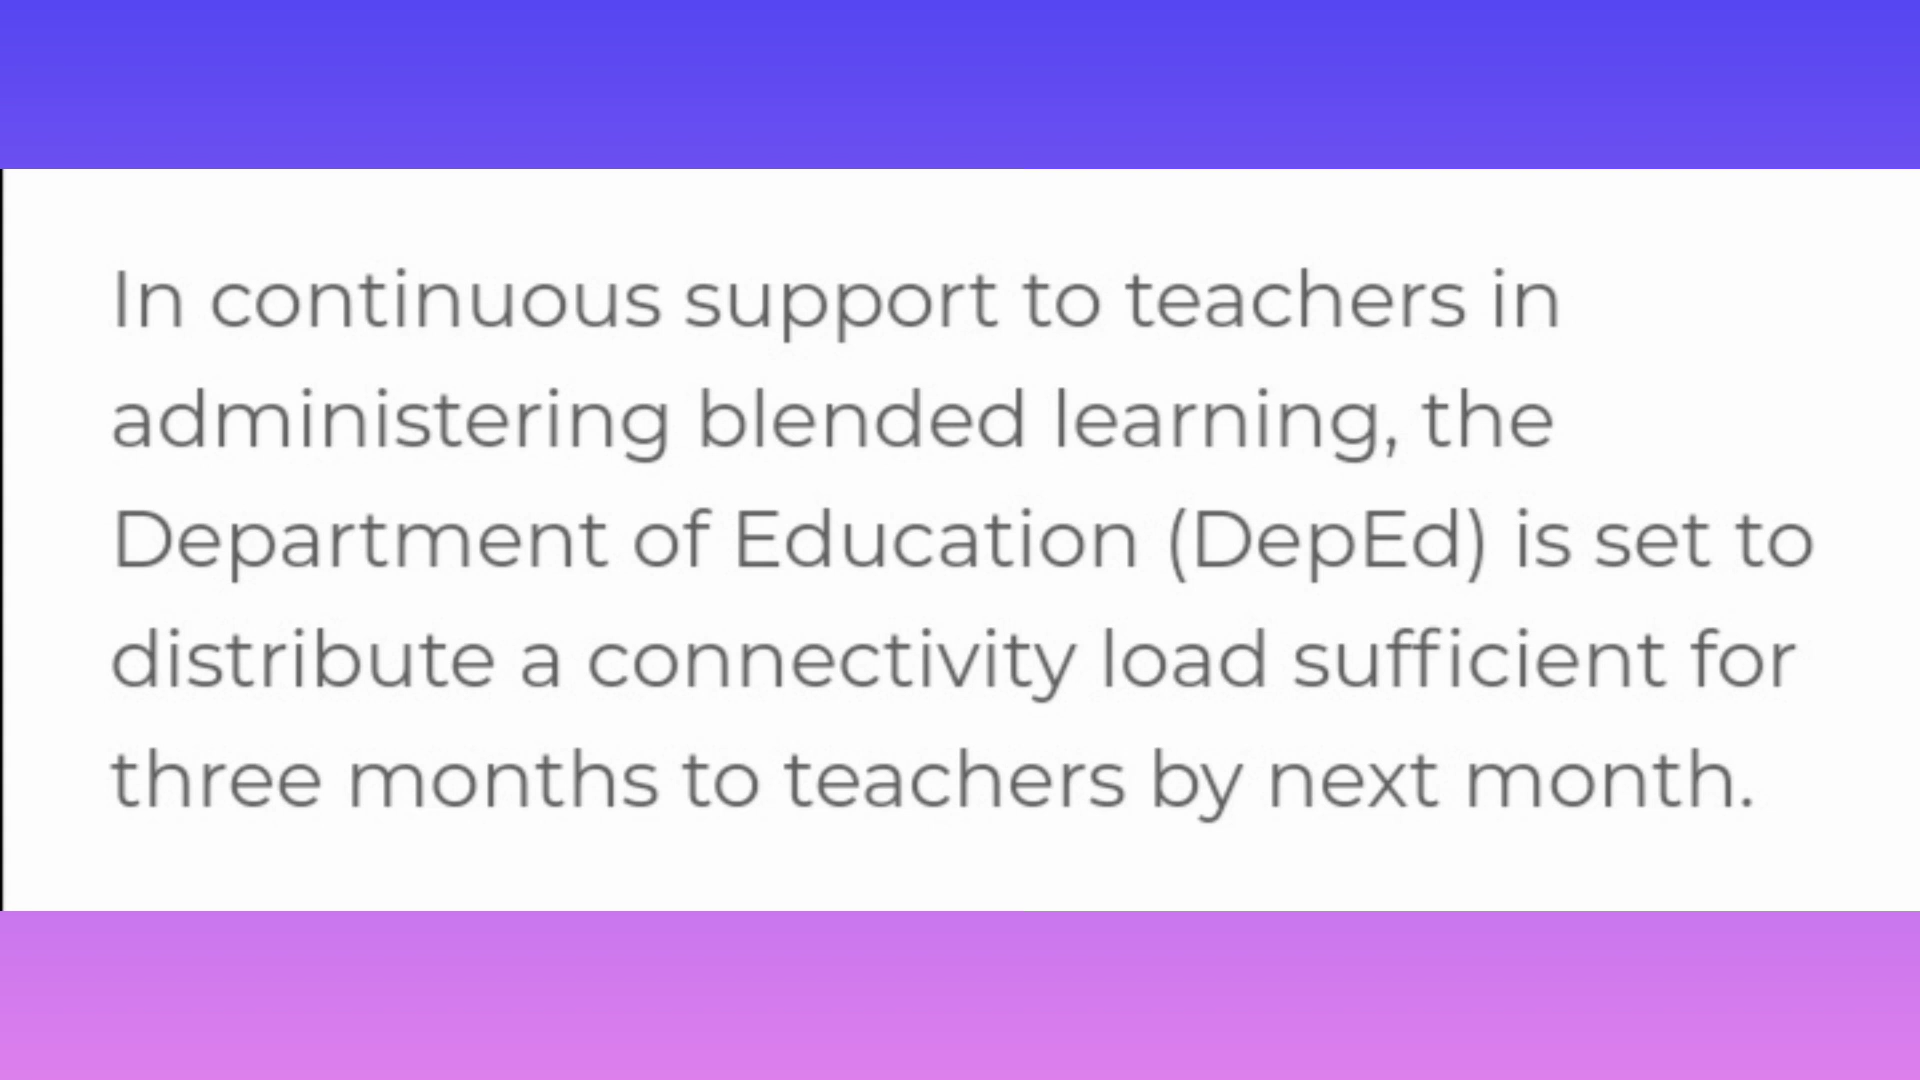 In continuous support to teachers in
administering blended learning, the
Department of Education (DepEd) is set to
distribute a connectivity load sufficient for
three months to teachers by next month.